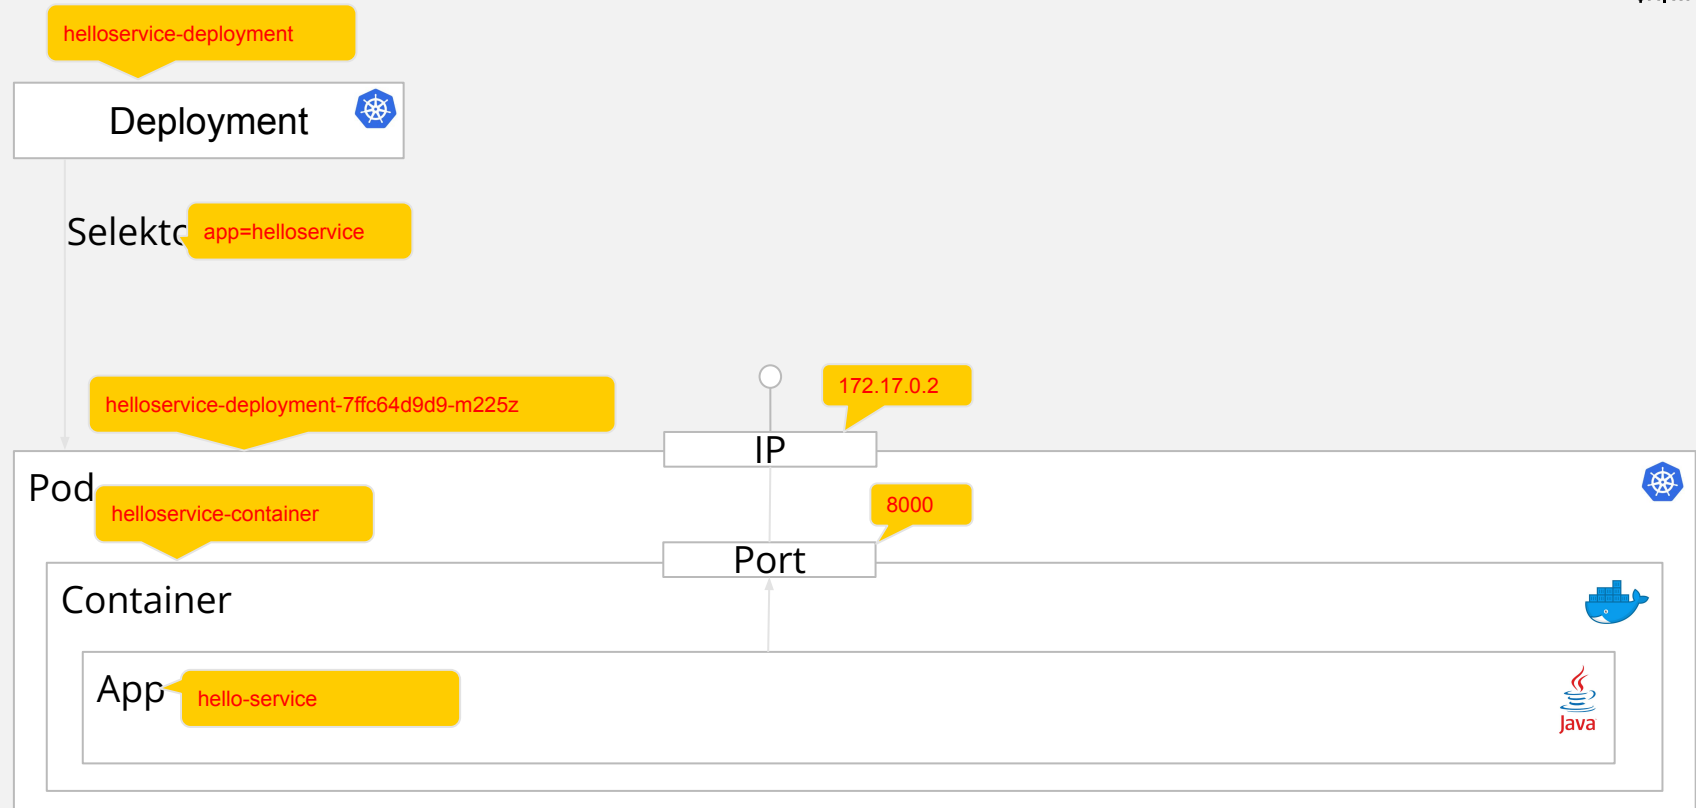 helloservice-deployment
Deployment
Selekto
app=helloservice
helloservice-deployment-7ffc64d9d9-m225z
172.17.0.2
IP
Pod
helloservice-container
8000
Port
Container
App
hello-service
Java